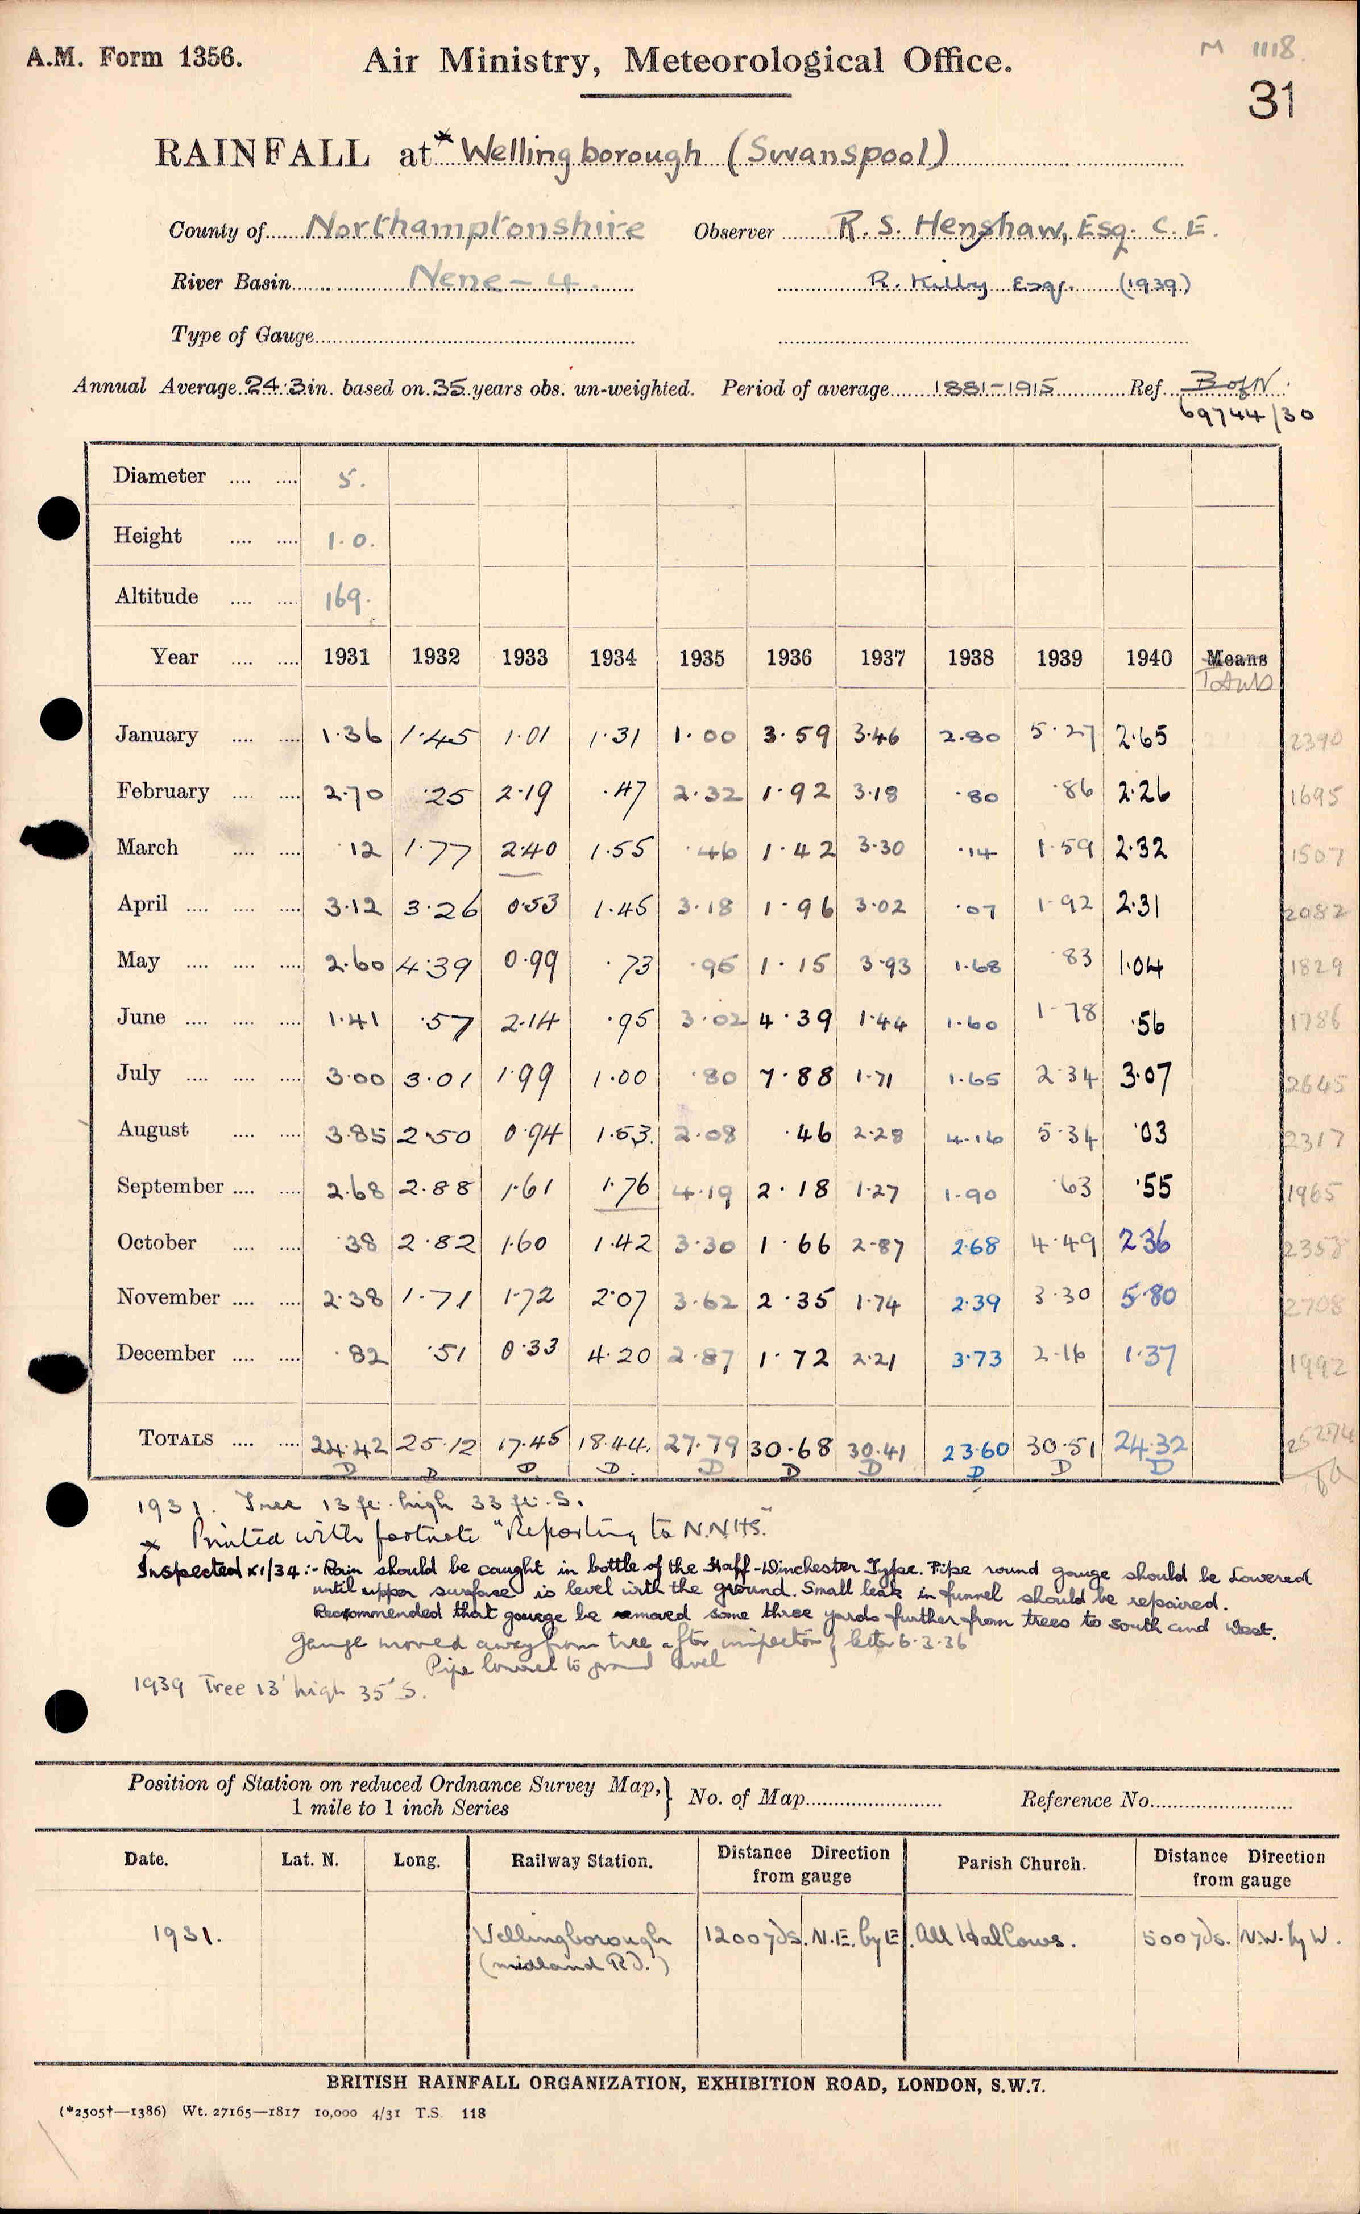 A.M. Form 1356.
Air Ministry, Meteorological Office.
M 1118.
31
RAINFALL at* Wellingborough (Swanspool)
County of Northamptonshire Observer R. S. Henshaw, Esq. C. E.
River Basin Nene - 4. R. Kilby Esq. (1939)
Type of Gauge
Annual Average 24.3 in. based on 35 years obs. un-weighted. Period of average 1881-1915 Ref. B of N
69744/30
Diameter .... .... 5.
Height .... .... 1.0.
Altitude .... .... 169.
Year .... .... 1931 1932 1933 1934 1935 1936 1937 1938 1939 1940 Means
Totals
January .... .... 1.36 1.45 1.01 1.31 1.00 3.59 3.46 2.80 5.27 2.65 2390
February .... .... 2.70 .25 2.19 .47 2.32 1.92 3.18 .80 .86 2.26 1695
March .... .... .12 1.77 2.40 1.55 .46 1.42 3.30 .14 1.59 2.32 1507
April .... .... .... 3.12 3.26 0.53 1.45 3.18 1.96 3.02 .07 1.92 2.31 2082
May .... .... .... 2.60 4.39 0.99 .73 .95 1.15 3.93 1.68 .83 1.04 1829
June .... .... .... 1.41 .57 2.14 .95 3.02 4.39 1.44 1.60 1.78 .56 1786
July .... .... .... 3.00 3.01 1.99 1.00 .80 7.88 1.71 1.65 2.34 3.07 2645
August .... .... 3.85 2.50 0.94 1.53 2.08 .46 2.28 4.16 5.34 .03 2317
September .... .... 2.68 2.88 1.61 1.76 4.19 2.18 1.27 1.90 .63 .55 1965
October .... .... .38 2.82 1.60 1.42 3.30 1.66 2.87 2.68 4.49 2.36 2358
November .... .... 2.38 1.71 1.72 2.07 3.62 2.35 1.74 2.39 3.30 5.80 2708
December .... .... .82 .51 0.33 4.20 2.87 1.72 2.21 3.73 2.16 1.37 1992
TOTALS .... .... 24.42 25.12 17.45 18.44 27.79 30.68 30.41 23.60 30.51 24.32 25274
D D D D. D D D D D D
1931. Tree 13 ft. high 33 ft. S.
* Printed with footnote "Reporting to N.N.H.S."
Inspected x1/34:- Rain should be caught in bottle of the Staff-Winchester Type. Pipe round gauge should be lowered
until upper surface is level with the ground. Small leak in funnel should be repaired.
Recommended that gauge be removed some three yards further from trees to south and West.
Gauge moved away from tree after inspection letter 6.3.36
Pipe lowered to ground level
1939 Tree 13' high 35' S.
Position of Station on reduced Ordnance Survey Map, } No. of Map Reference No.
1 mile to 1 inch Series
Date. Lat. N. Long. Railway Station. Distance Direction from gauge Parish Church. Distance Direction from gauge
1931. Wellingborough 1200 yds. N.E. by E. All Hallows. 500 yds. N.W. by W.
(Midland Rd.)
BRITISH RAINFALL ORGANIZATION, EXHIBITION ROAD, LONDON, S.W.7.
(*2505†—1386) Wt. 27165—1817 10,000 4/31 T.S. 118